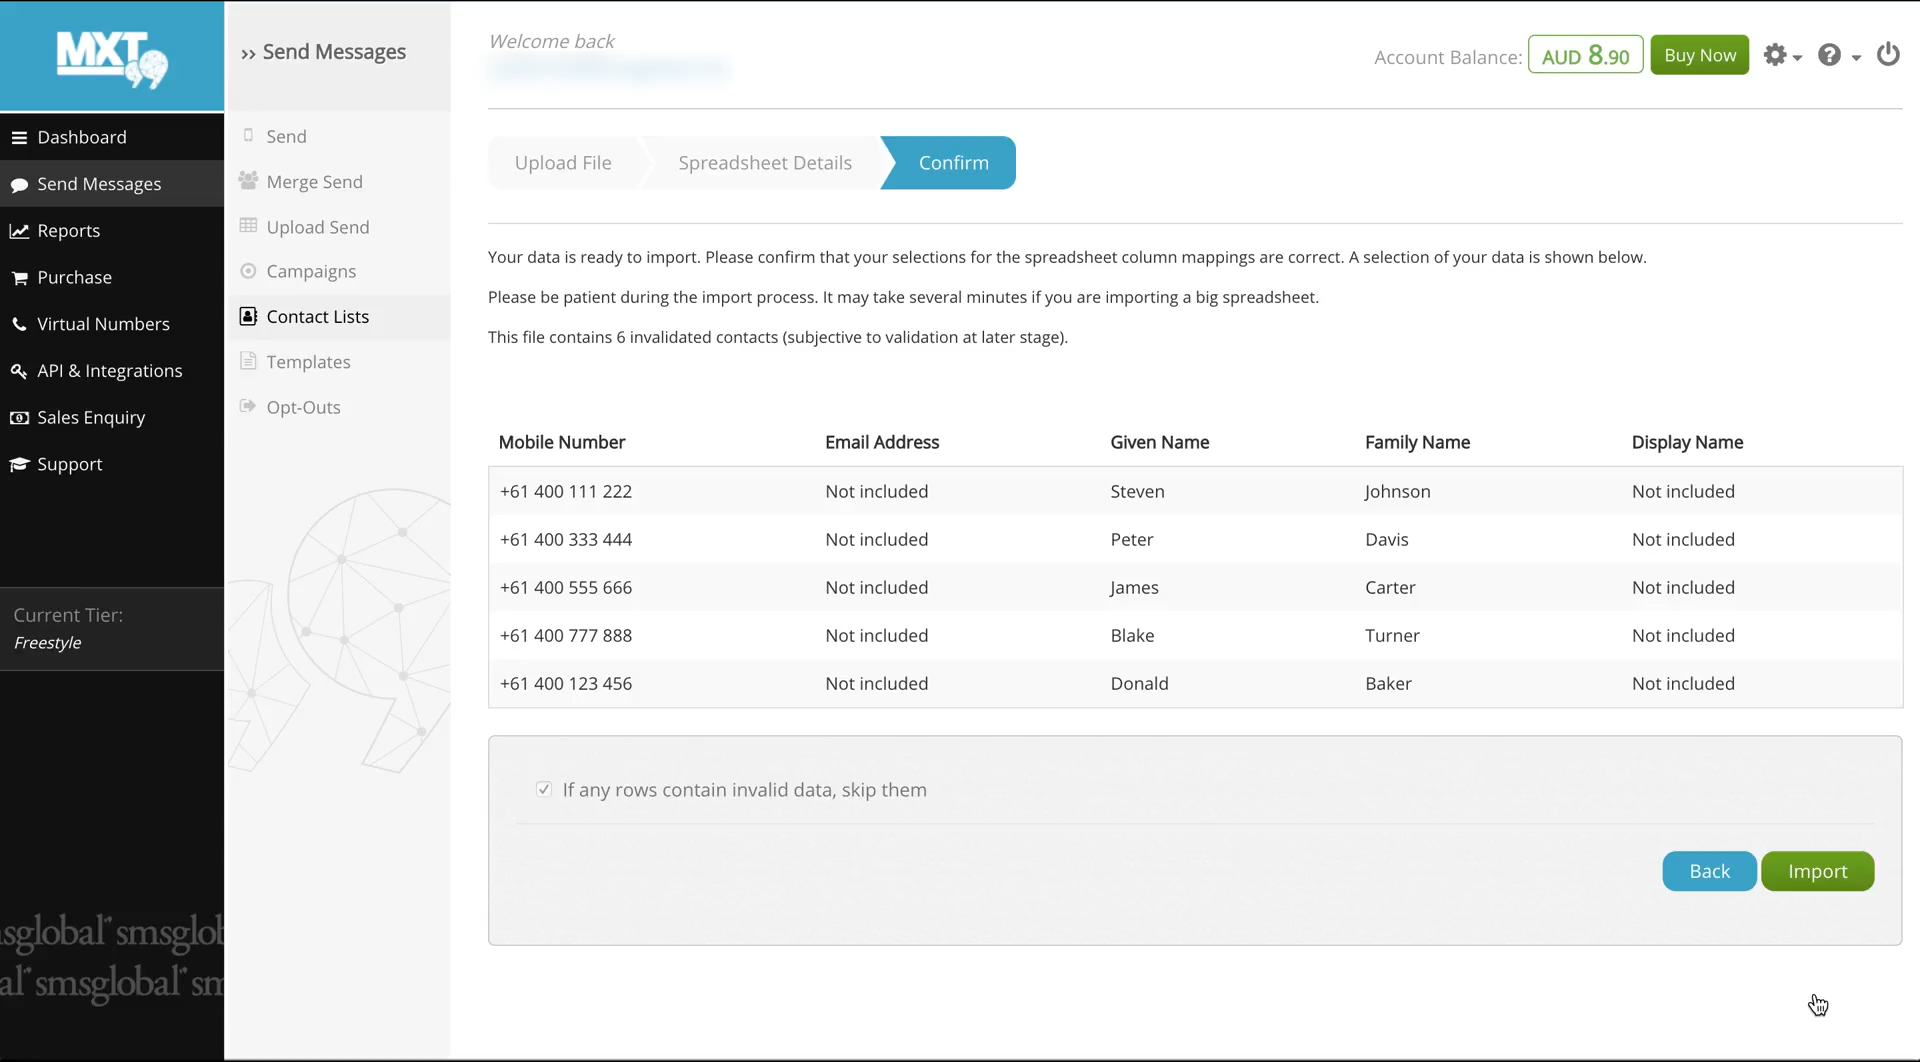 MXT
Dashboard
Send Messages
Reports
Purchase
Virtual Numbers
API & Integrations
Sales Enquiry
Support
Current Tier:
Freestyle
smsglobal smsglobal
smsglobal
›› Send Messages
Send
Merge Send
Upload Send
Campaigns
Contact Lists
Templates
Opt-Outs
Welcome back
Account Balance: AUD 8.90 Buy Now
Upload File Spreadsheet Details Confirm
Your data is ready to import. Please confirm that your selections for the spreadsheet column mappings are correct. A selection of your data is shown below.
Please be patient during the import process. It may take several minutes if you are importing a big spreadsheet.
This file contains 6 invalidated contacts (subjective to validation at later stage).
Mobile Number Email Address Given Name Family Name Display Name
+61 400 111 222 Not included Steven Johnson Not included
+61 400 333 444 Not included Peter Davis Not included
+61 400 555 666 Not included James Carter Not included
+61 400 777 888 Not included Blake Turner Not included
+61 400 123 456 Not included Donald Baker Not included
If any rows contain invalid data, skip them
Back Import